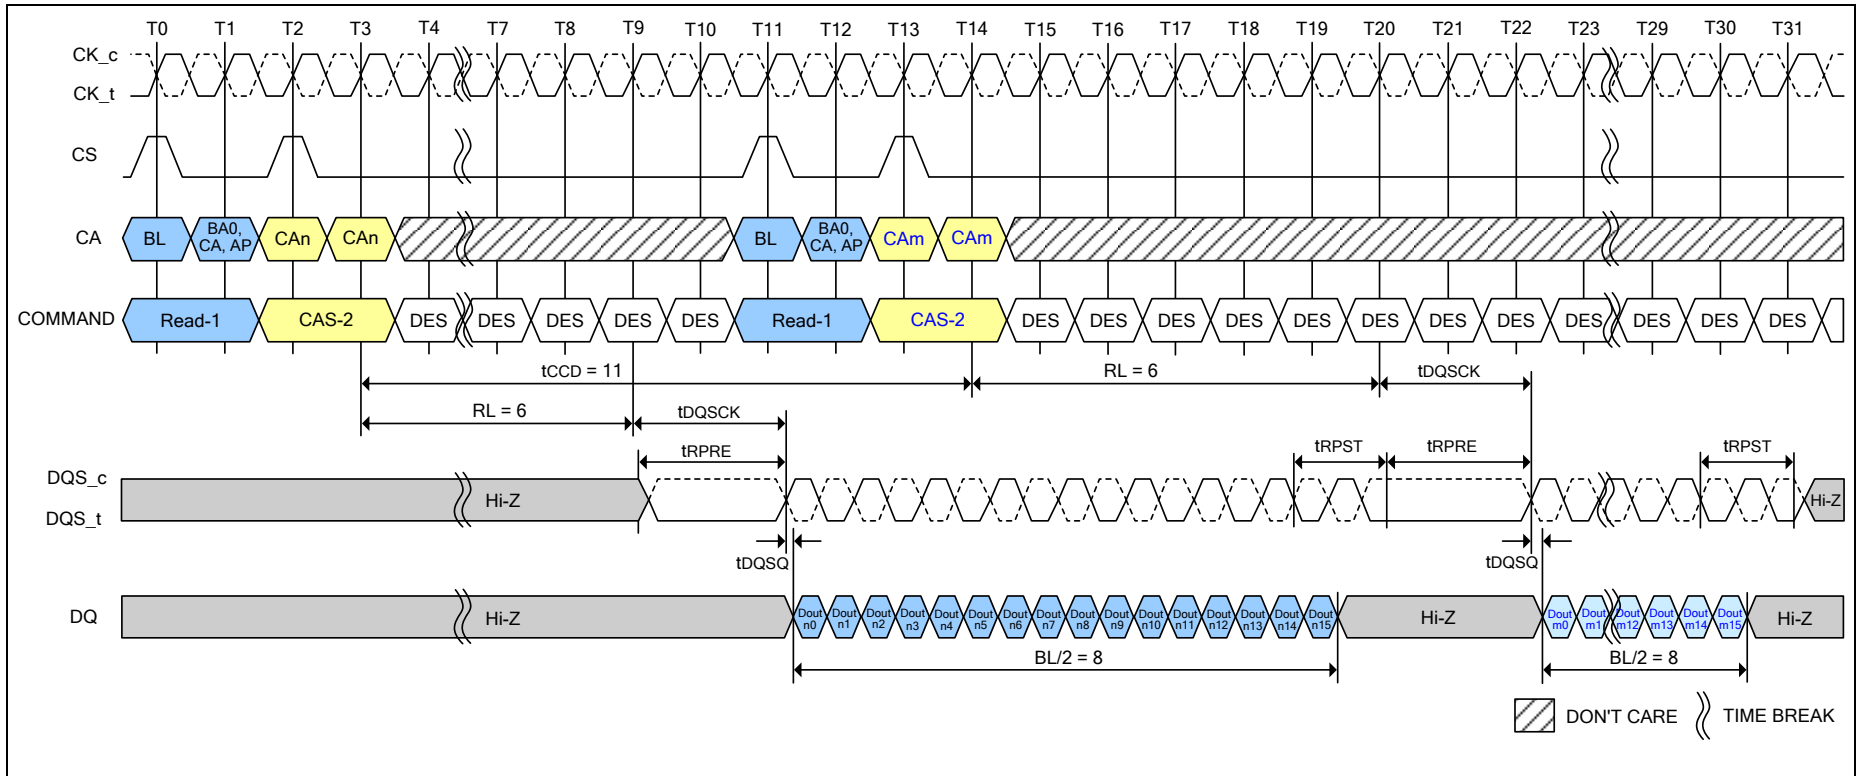 T0 T1 T2 T3 T4 T7 T8 T9 T10 T11 T12 T13 T14 T15 T16 T17 T18 T19 T20 T21 T22 T23 T29 T30 T31
CK_c
CK_t
CS
CA BL BA0, CA, AP CAn CAn BL BA0, CA, AP CAm CAm
COMMAND Read-1 CAS-2 DES DES DES DES DES Read-1 CAS-2 DES DES DES DES DES DES DES DES DES DES DES DES
tCCD = 11 RL = 6 tDQSCK
RL = 6 tDQSCK
tRPRE tRPST tRPRE tRPST
DQS_c
DQS_t
Hi-Z Hi-Z
tDQSQ tDQSQ
DQ Hi-Z Dout n0 Dout n1 Dout n2 Dout n3 Dout n4 Dout n5 Dout n6 Dout n7 Dout n8 Dout n9 Dout n10 Dout n11 Dout n12 Dout n13 Dout n14 Dout n15 Hi-Z Dout m0 Dout m1 Dout m12 Dout m13 Dout m14 Dout m15 Hi-Z
BL/2 = 8 BL/2 = 8
DON'T CARE TIME BREAK